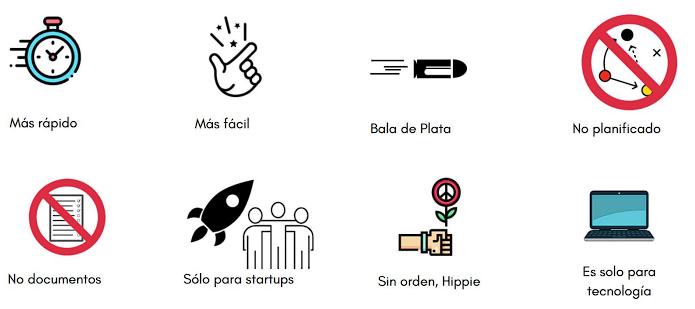 Más rápido
Más fácil
Bala de Plata
No planificado
No documentos
Sólo para startups
Sin orden, Hippie
Es solo para
tecnología